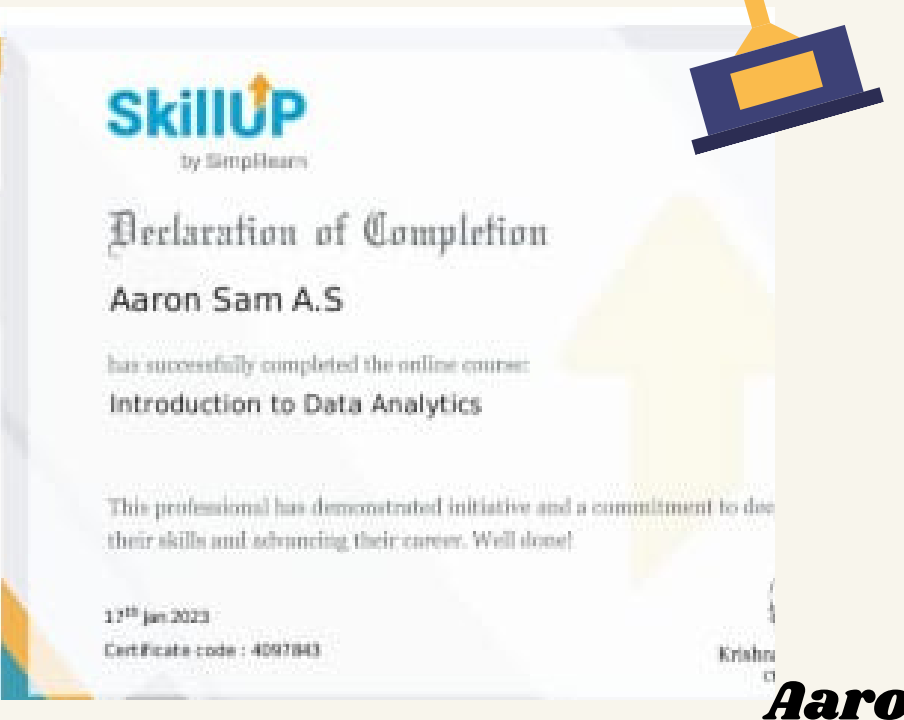 SkillUP
by Simplilearn
Declaration of Completion
Aaron Sam A.S
has successfully completed the online course:
Introduction to Data Analytics
This professional has demonstrated initiative and a commitment to dee
their skills and advancing their career. Well done!
17th Jan 2023
Certificate code : 4097843
Krishna
Aaro